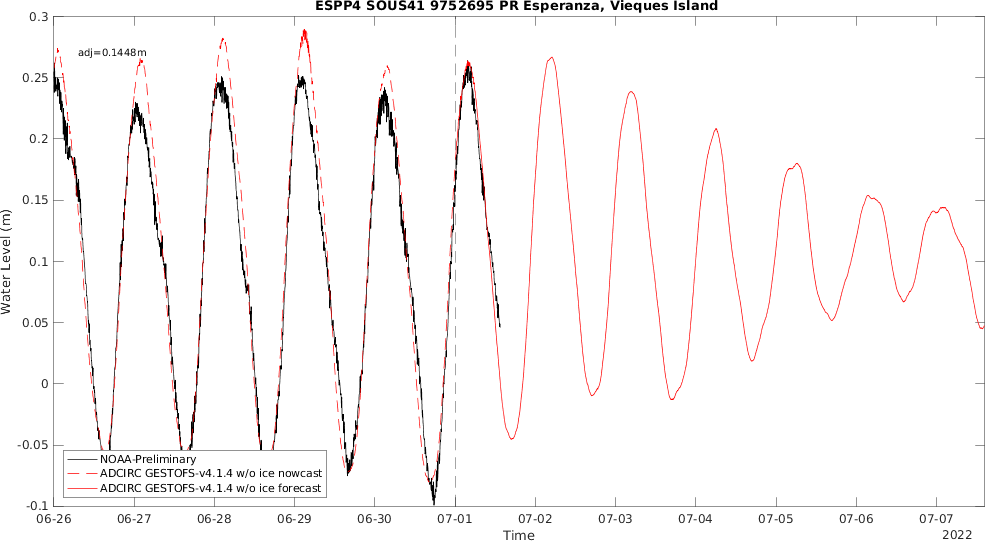 ESPP4 SOUS41 9752695 PR Esperanza, Vieques Island
0.3
adj=0.1448m
0.25
0.2
0.15
0.1
0.05
0
-0.05
-0.1
Water Level (m)
NOAA-Preliminary
ADCIRC GESTOFS-v4.1.4 w/o ice nowcast
ADCIRC GESTOFS-v4.1.4 w/o ice forecast
06-26 06-27 06-28 06-29 06-30 07-01 07-02 07-03 07-04 07-05 07-06 07-07
Time
2022